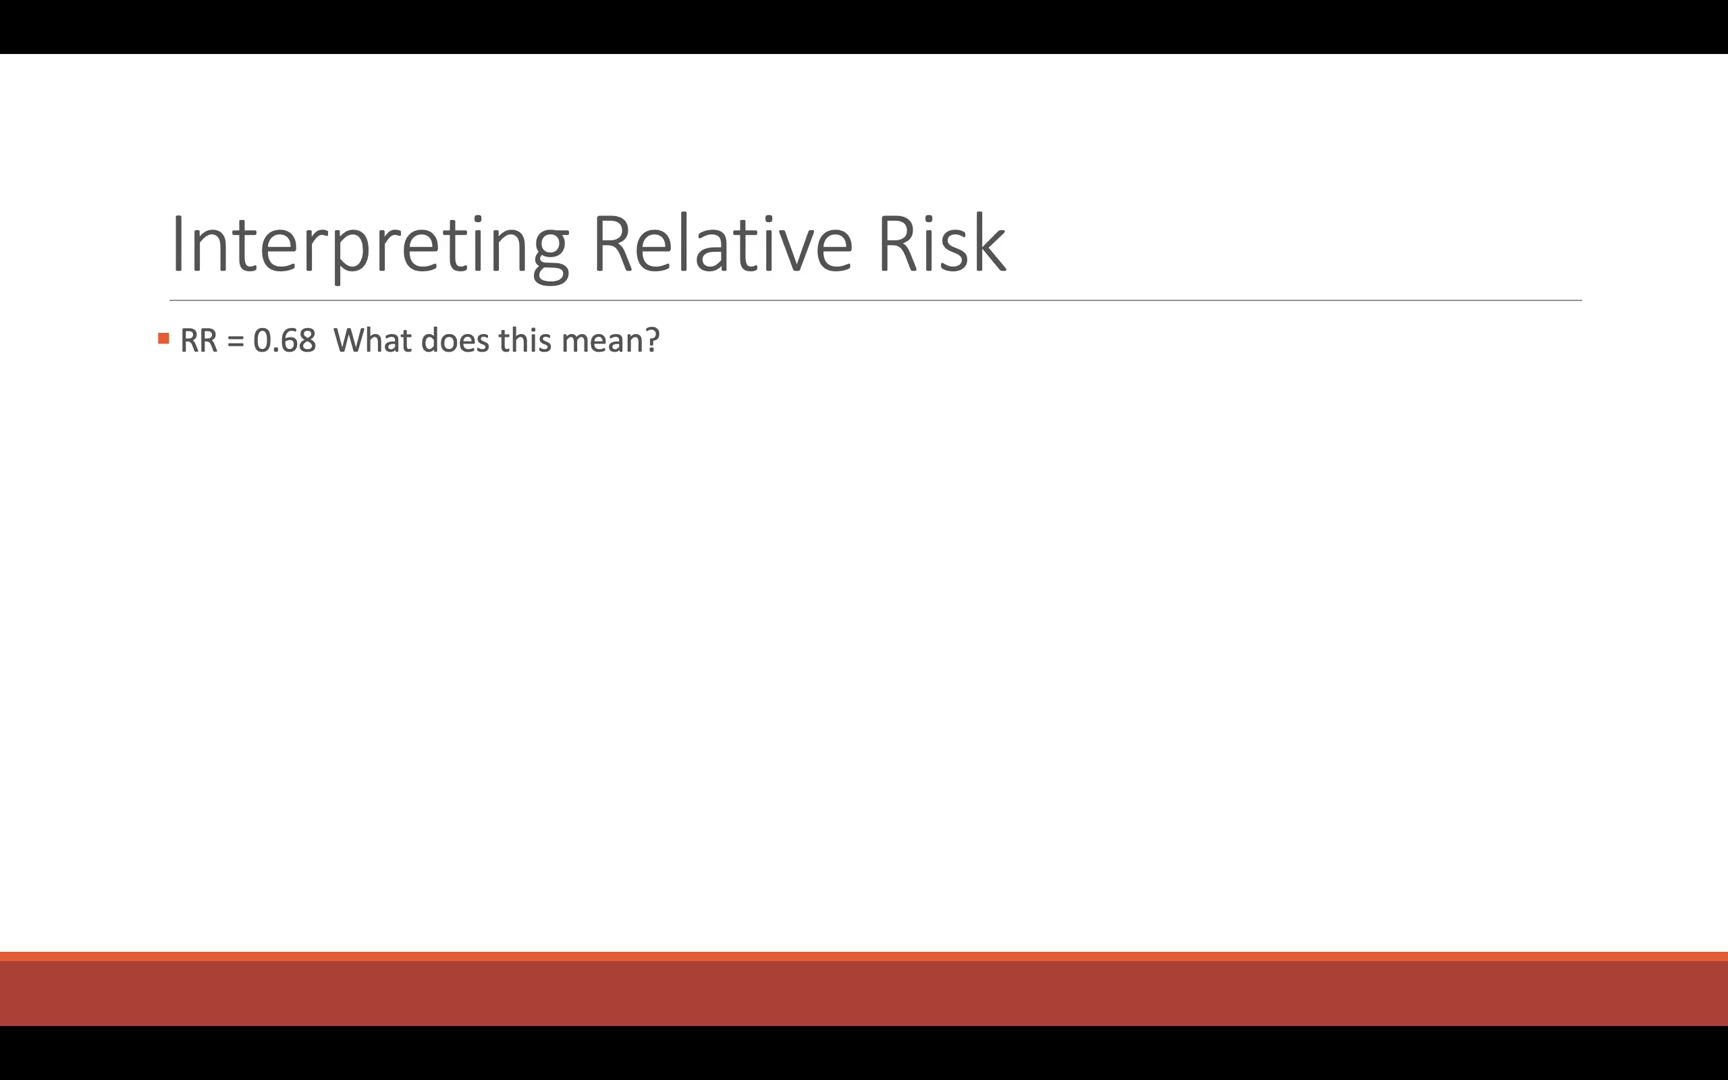 Interpreting Relative Risk
RR = 0.68  What does this mean?